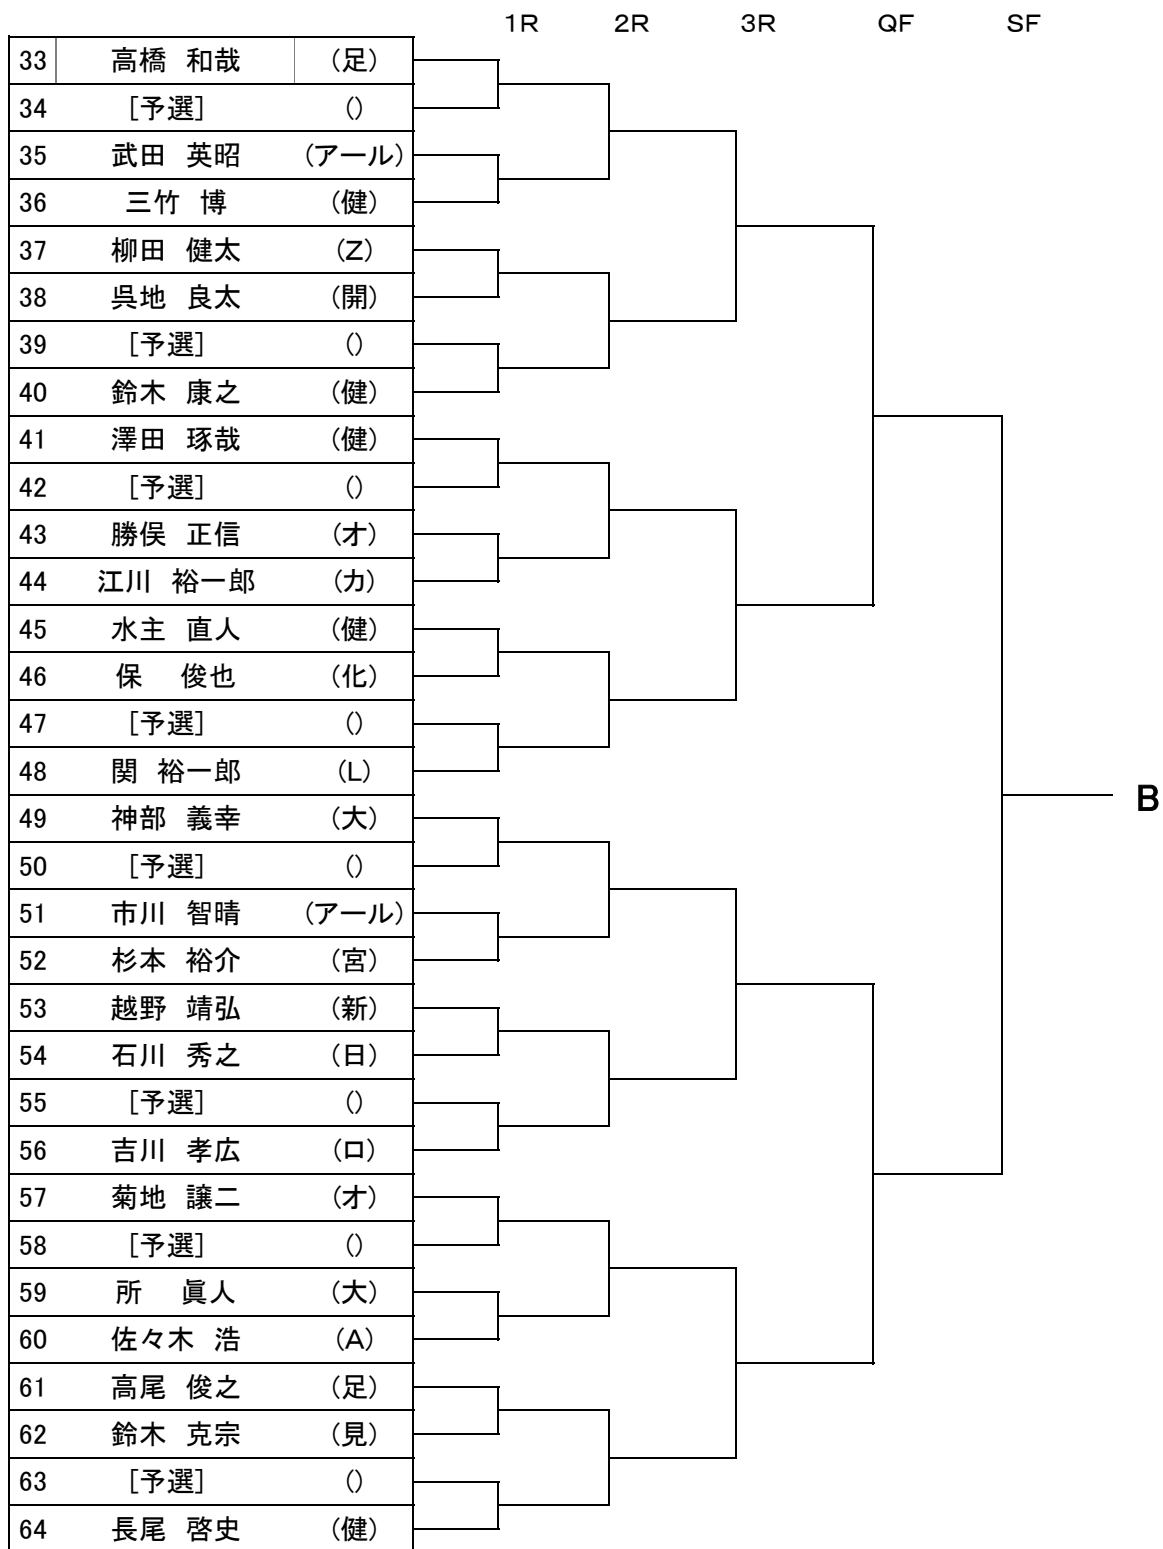 1R 2R 3R QF SF
33 高橋 和哉 (足)
34 [予選] ()
35 武田 英昭 (アール)
36 三竹 博 (健)
37 柳田 健太 (Z)
38 呉地 良太 (開)
39 [予選] ()
40 鈴木 康之 (健)
41 澤田 琢哉 (健)
42 [予選] ()
43 勝俣 正信 (才)
44 江川 裕一郎 (カ)
45 水主 直人 (健)
46 保 俊也 (化)
47 [予選] ()
48 関 裕一郎 (L)
49 神部 義幸 (大)
B
50 [予選] ()
51 市川 智晴 (アール)
52 杉本 裕介 (宮)
53 越野 靖弘 (新)
54 石川 秀之 (日)
55 [予選] ()
56 吉川 孝広 (ロ)
57 菊地 譲二 (才)
58 [予選] ()
59 所 眞人 (大)
60 佐々木 浩 (A)
61 高尾 俊之 (足)
62 鈴木 克宗 (見)
63 [予選] ()
64 長尾 啓史 (健)